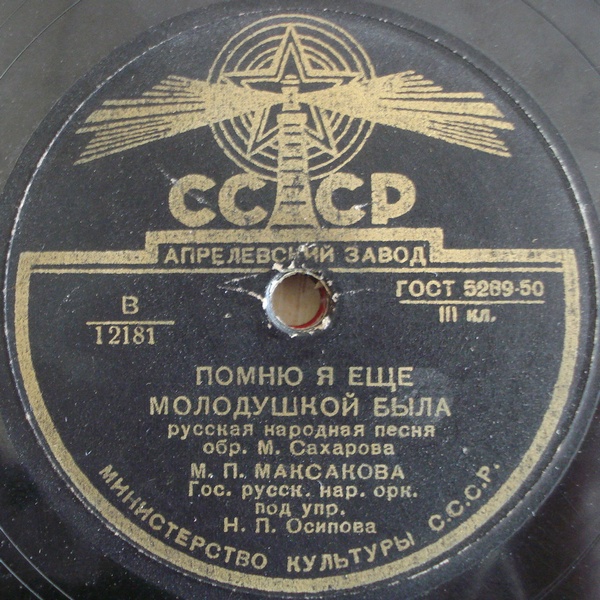 СССР
АПРЕЛЕВСКИЙ ЗАВОД
В
12181
ГОСТ 5289-50
III кл.
ПОМНЮ Я ЕЩЕ
МОЛОДУШКОЙ БЫЛА
русская народная песня
обр. М. Сахарова
М. П. МАКСАКОВА
Гос. русск. нар. орк.
под упр.
Н. П. Осипова
МИНИСТЕРСТВО КУЛЬТУРЫ С.С.С.Р.